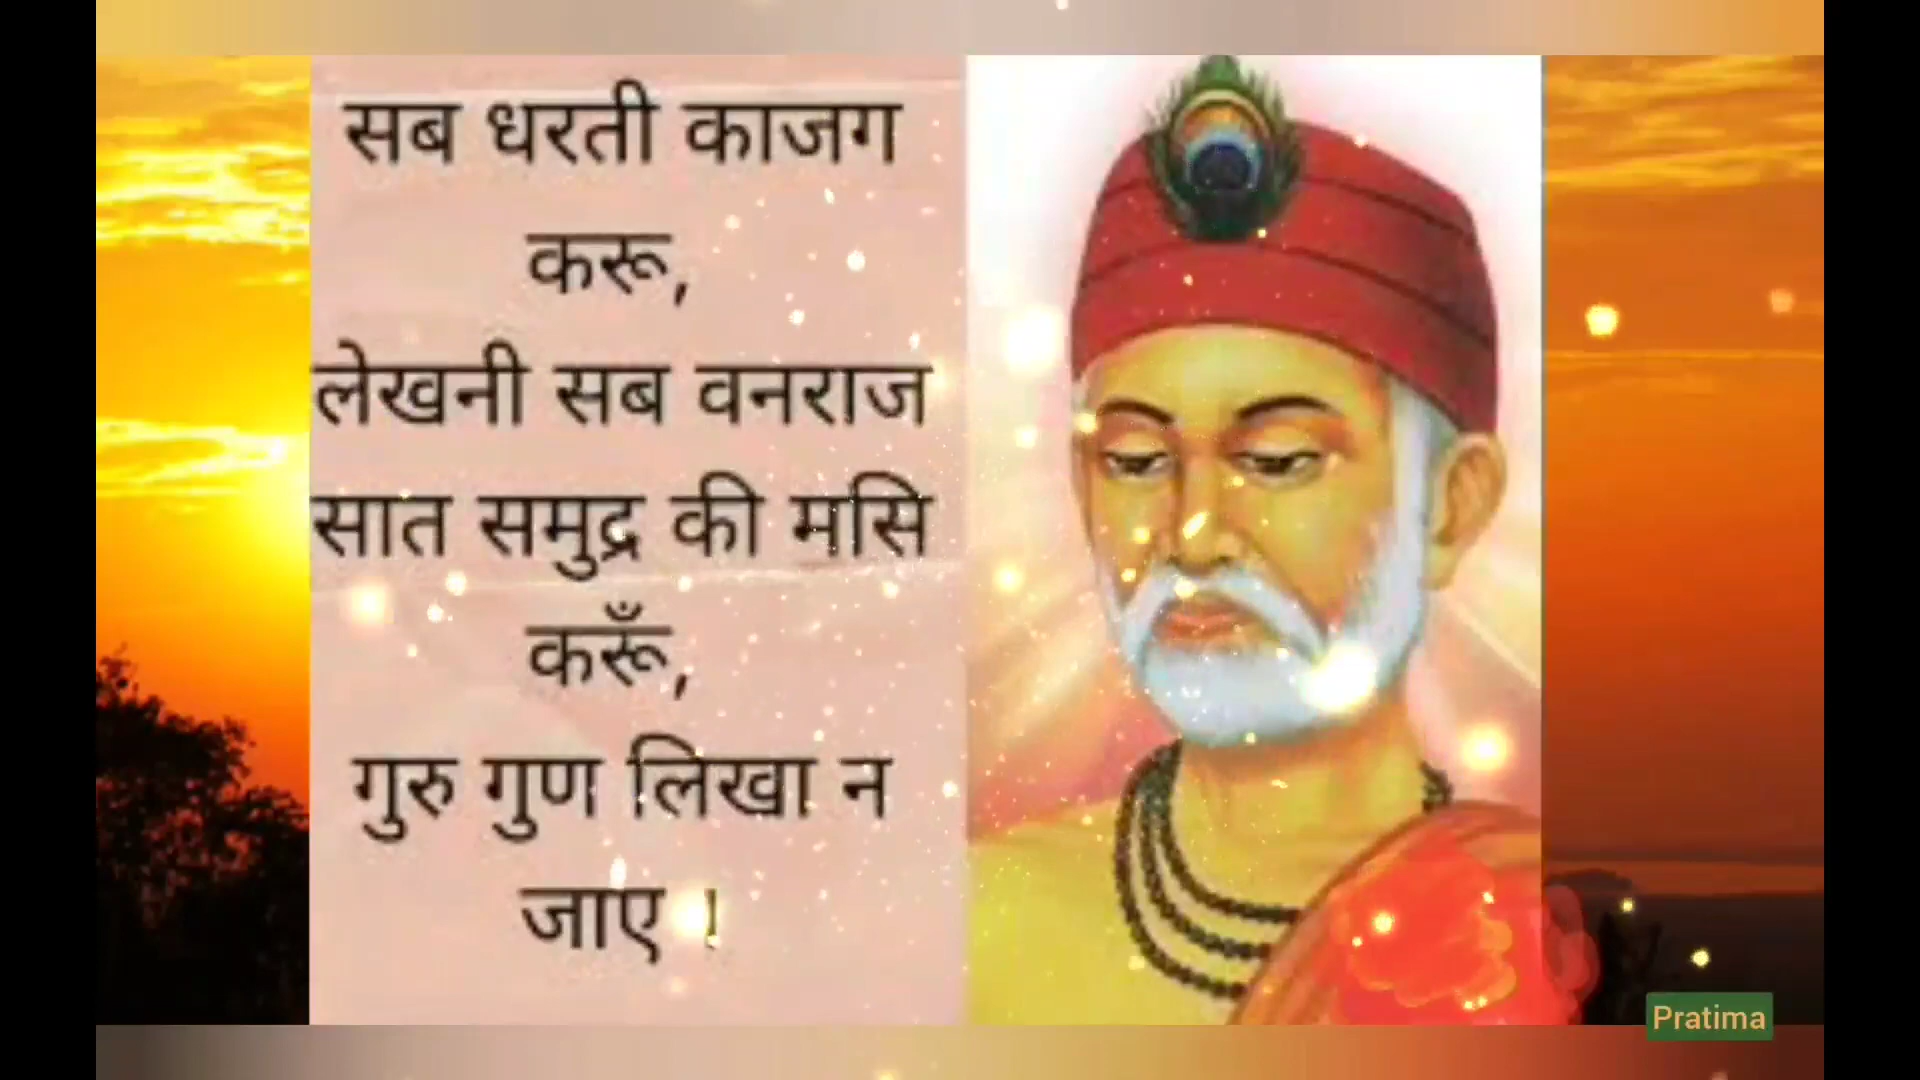 सब धरती काजग
करू,
लेखनी सब वनराज
सात समुद्र की मसि
करूँ,
गुरु गुण लिखा न
जाए ।
Pratima